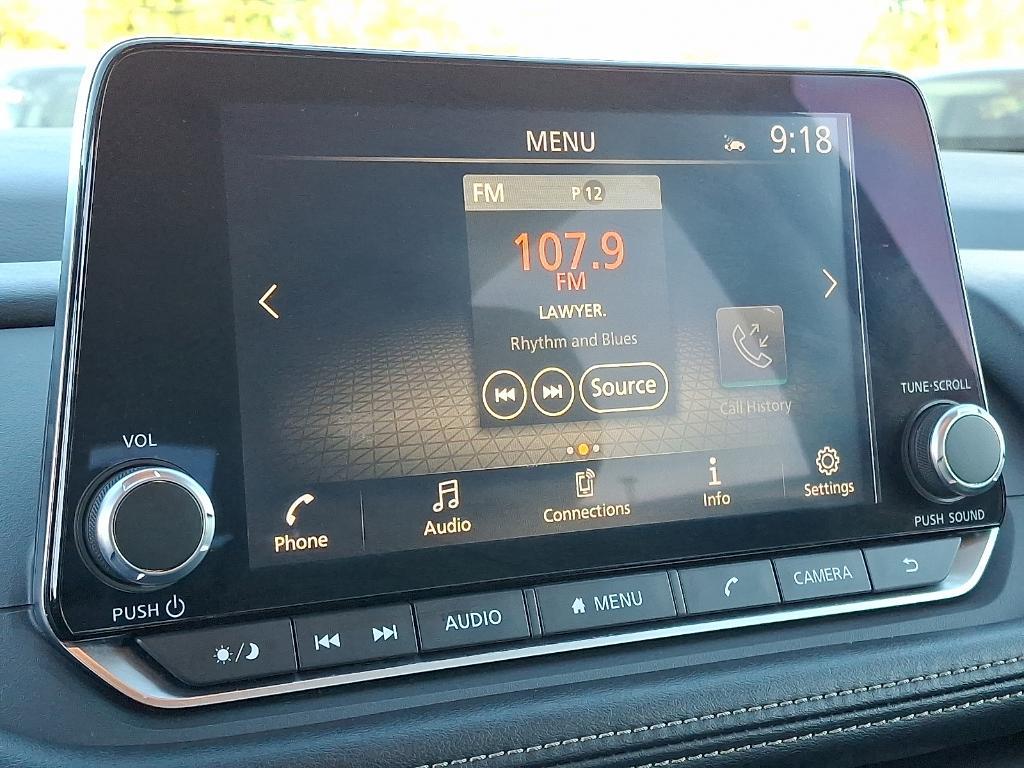 MENU
9:18
FM P 12
107.9
FM
LAWYER.
Rhythm and Blues
Source
Call History
Phone Audio Connections Info Settings
VOL
PUSH
TUNE·SCROLL
PUSH SOUND
AUDIO MENU CAMERA